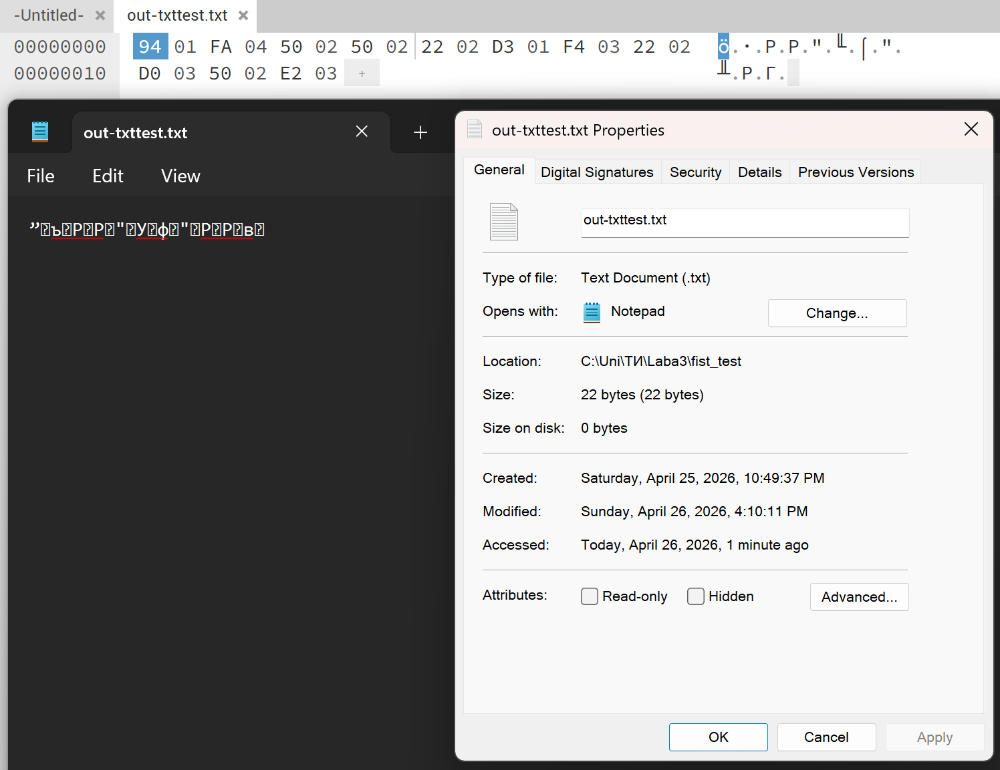 -Untitled- × out-txttest.txt ×
00000000 94 01 FA 04 50 02 50 02 22 02 D3 01 F4 03 22 02 ö.·.P.P.".╙.⌠.".
00000010 D0 03 50 02 E2 03 + ╨.P.Г.
out-txttest.txt
File Edit View
”⍰ъ⍰P⍰P⍰"⍰У⍰ф⍰"⍰Р⍰P⍰в⍰
out-txttest.txt Properties
General Digital Signatures Security Details Previous Versions
out-txttest.txt
Type of file: Text Document (.txt)
Opens with: Notepad Change...
Location: C:\Uni\ТИ\Laba3\fist_test
Size: 22 bytes (22 bytes)
Size on disk: 0 bytes
Created: Saturday, April 25, 2026, 10:49:37 PM
Modified: Sunday, April 26, 2026, 4:10:11 PM
Accessed: Today, April 26, 2026, 1 minute ago
Attributes: Read-only Hidden Advanced...
OK Cancel Apply